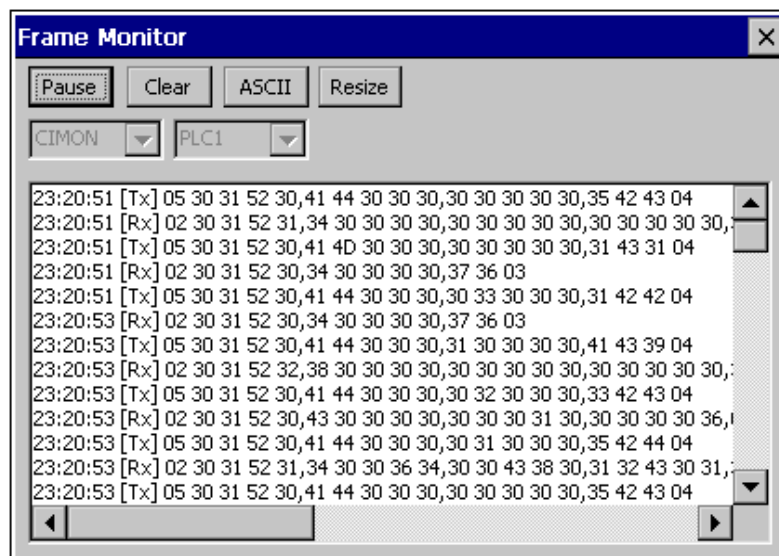 Frame Monitor
Pause Clear ASCII Resize
CIMON PLC1
23:20:51 [Tx] 05 30 31 52 30,41 44 30 30 30,30 30 30 30 30,35 42 43 04
23:20:51 [Rx] 02 30 31 52 31,34 30 30 30 30,30 30 30 30 30,30 30 30 30 30,
23:20:51 [Tx] 05 30 31 52 30,41 4D 30 30 30,30 30 30 30 30,31 43 31 04
23:20:51 [Rx] 02 30 31 52 30,34 30 30 30 30,37 36 03
23:20:51 [Tx] 05 30 31 52 30,41 44 30 30 30,30 33 30 30 30,31 42 42 04
23:20:53 [Rx] 02 30 31 52 30,34 30 30 30 30,37 36 03
23:20:53 [Tx] 05 30 31 52 30,41 44 30 30 30,31 30 30 30 30,41 43 39 04
23:20:53 [Rx] 02 30 31 52 32,38 30 30 30 30,30 30 30 30 30,30 30 30 30 30,
23:20:53 [Tx] 05 30 31 52 30,41 44 30 30 30,30 32 30 30 30,33 42 43 04
23:20:53 [Rx] 02 30 31 52 30,43 30 30 30 30,30 30 30 31 30,30 30 30 30 36,
23:20:53 [Tx] 05 30 31 52 30,41 44 30 30 30,30 31 30 30 30,35 42 44 04
23:20:53 [Rx] 02 30 31 52 31,34 30 30 36 34,30 30 43 38 30,31 32 43 30 31,
23:20:53 [Tx] 05 30 31 52 30,41 44 30 30 30,30 30 30 30 30,35 42 43 04